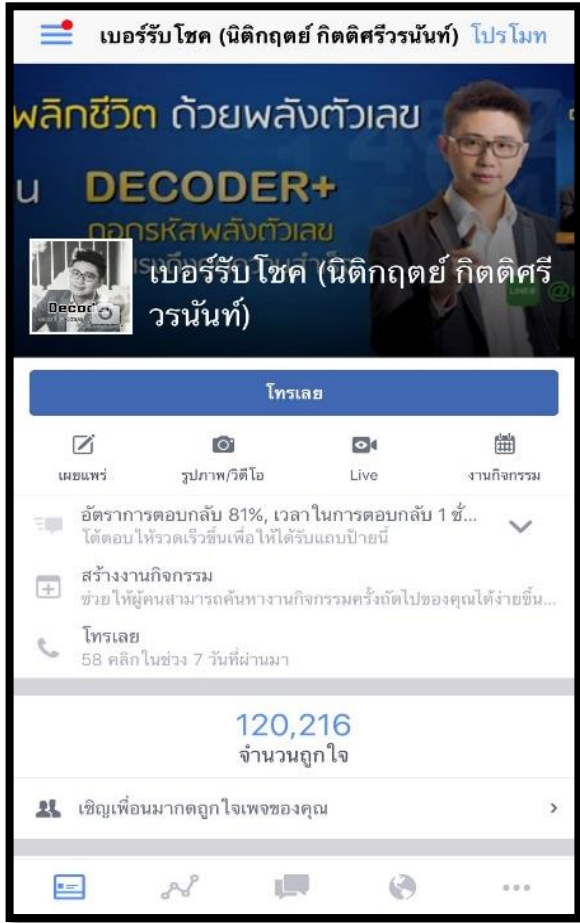 เบอร์รับโชค (นิติกฤตย์ กิตติศรีวรนันท์) โปรโมท
พลิกชีวิต ด้วยพลังตัวเลข
DECODER+
ถอดรหัสพลังตัวเลข
เบอร์รับโชค (นิติกฤตย์ กิตติศรี
วรนันท์)
โทรเลย
เผยแพร่ รูปภาพ/วิดีโอ Live งานกิจกรรม
อัตราการตอบกลับ 81%, เวลาในการตอบกลับ 1 ชั่...
โต้ตอบให้รวดเร็วขึ้นเพื่อให้ได้รับแถบป้ายนี้
สร้างงานกิจกรรม
ช่วยให้ผู้คนสามารถค้นหางานกิจกรรมครั้งถัดไปของคุณได้ง่ายขึ้น...
โทรเลย
58 คลิกในช่วง 7 วันที่ผ่านมา
120,216
จำนวนถูกใจ
เชิญเพื่อนมากดถูกใจเพจของคุณ